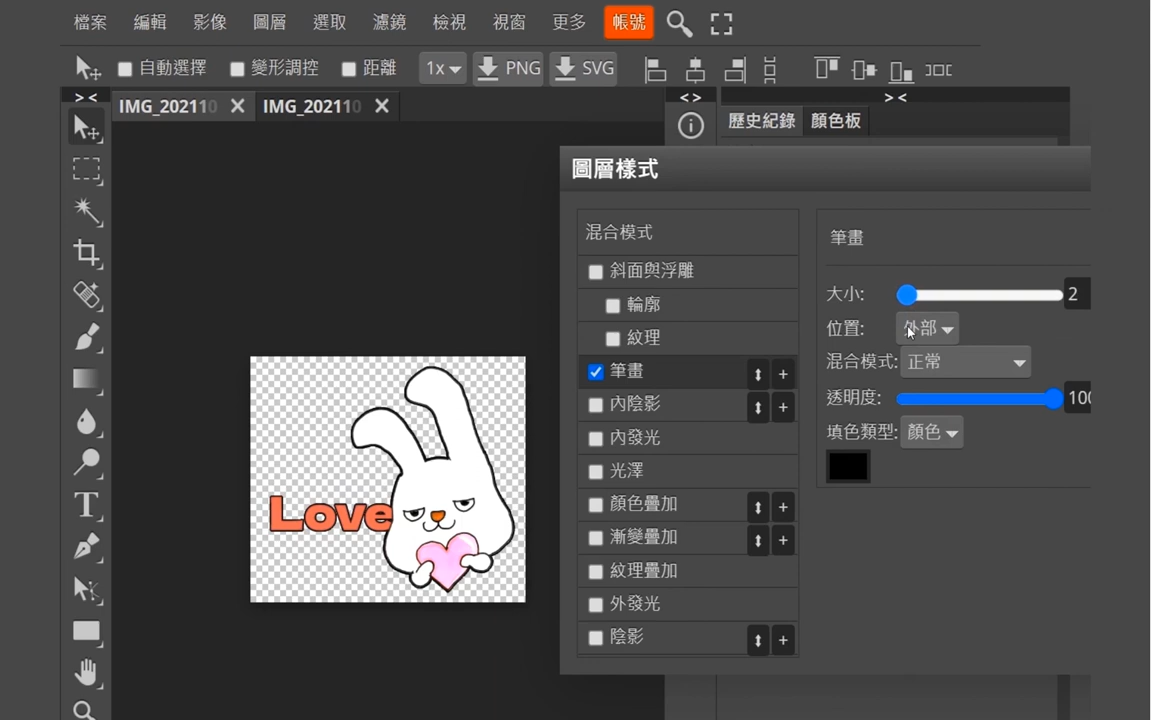 檔案 編輯 影像 圖層 選取 濾鏡 檢視 視窗 更多 帳號
自動選擇 變形調控 距離 1x PNG SVG
> < < > > <
IMG_202110 IMG_202110
歷史紀錄 顏色板
圖層樣式
混合模式
斜面與浮雕
輪廓
紋理
筆畫 +
內陰影 +
內發光
光澤
顏色疊加 +
漸變疊加 +
紋理疊加
外發光
陰影 +
筆畫
大小: 2
位置: 外部
混合模式: 正常
透明度: 100
填色類型: 顏色
Love